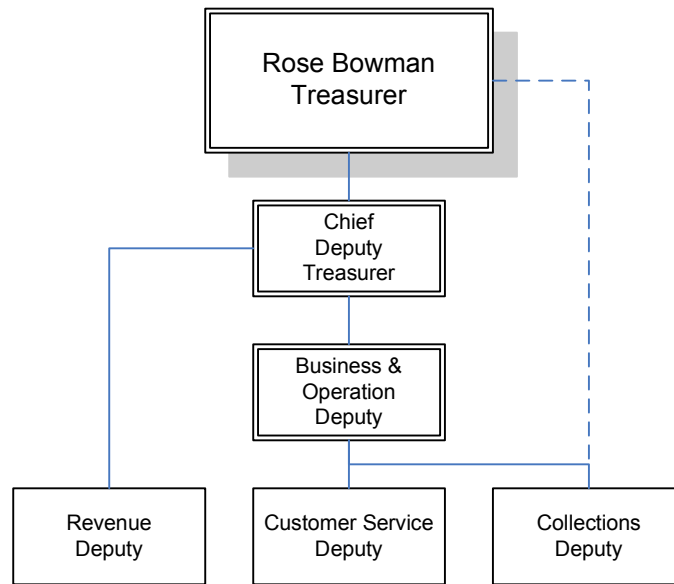 Rose Bowman
Treasurer
Chief
Deputy
Treasurer
Business &
Operation
Deputy
Revenue
Deputy
Customer Service
Deputy
Collections
Deputy